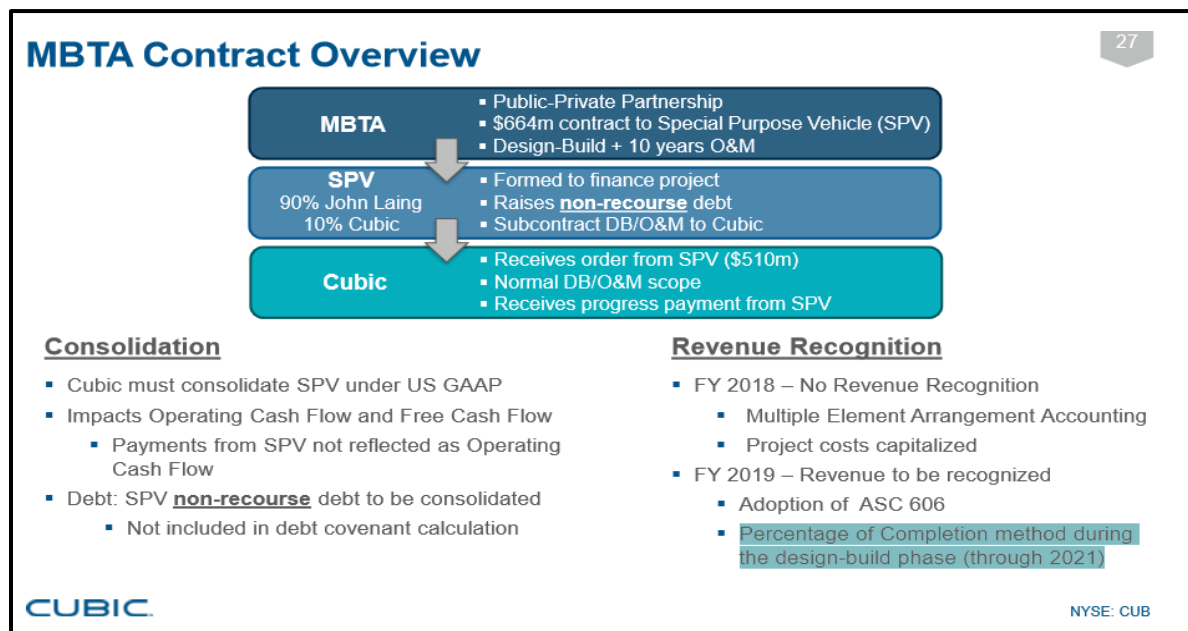 27
MBTA Contract Overview
MBTA
▪ Public-Private Partnership
▪ $664m contract to Special Purpose Vehicle (SPV)
▪ Design-Build + 10 years O&M
SPV
90% John Laing
10% Cubic
▪ Formed to finance project
▪ Raises non-recourse debt
▪ Subcontract DB/O&M to Cubic
Cubic
▪ Receives order from SPV ($510m)
▪ Normal DB/O&M scope
▪ Receives progress payment from SPV
Consolidation
▪ Cubic must consolidate SPV under US GAAP
▪ Impacts Operating Cash Flow and Free Cash Flow
▪ Payments from SPV not reflected as Operating
Cash Flow
▪ Debt: SPV non-recourse debt to be consolidated
▪ Not included in debt covenant calculation
Revenue Recognition
▪ FY 2018 – No Revenue Recognition
▪ Multiple Element Arrangement Accounting
▪ Project costs capitalized
▪ FY 2019 – Revenue to be recognized
▪ Adoption of ASC 606
▪ Percentage of Completion method during
the design-build phase (through 2021)
CUBIC
NYSE: CUB